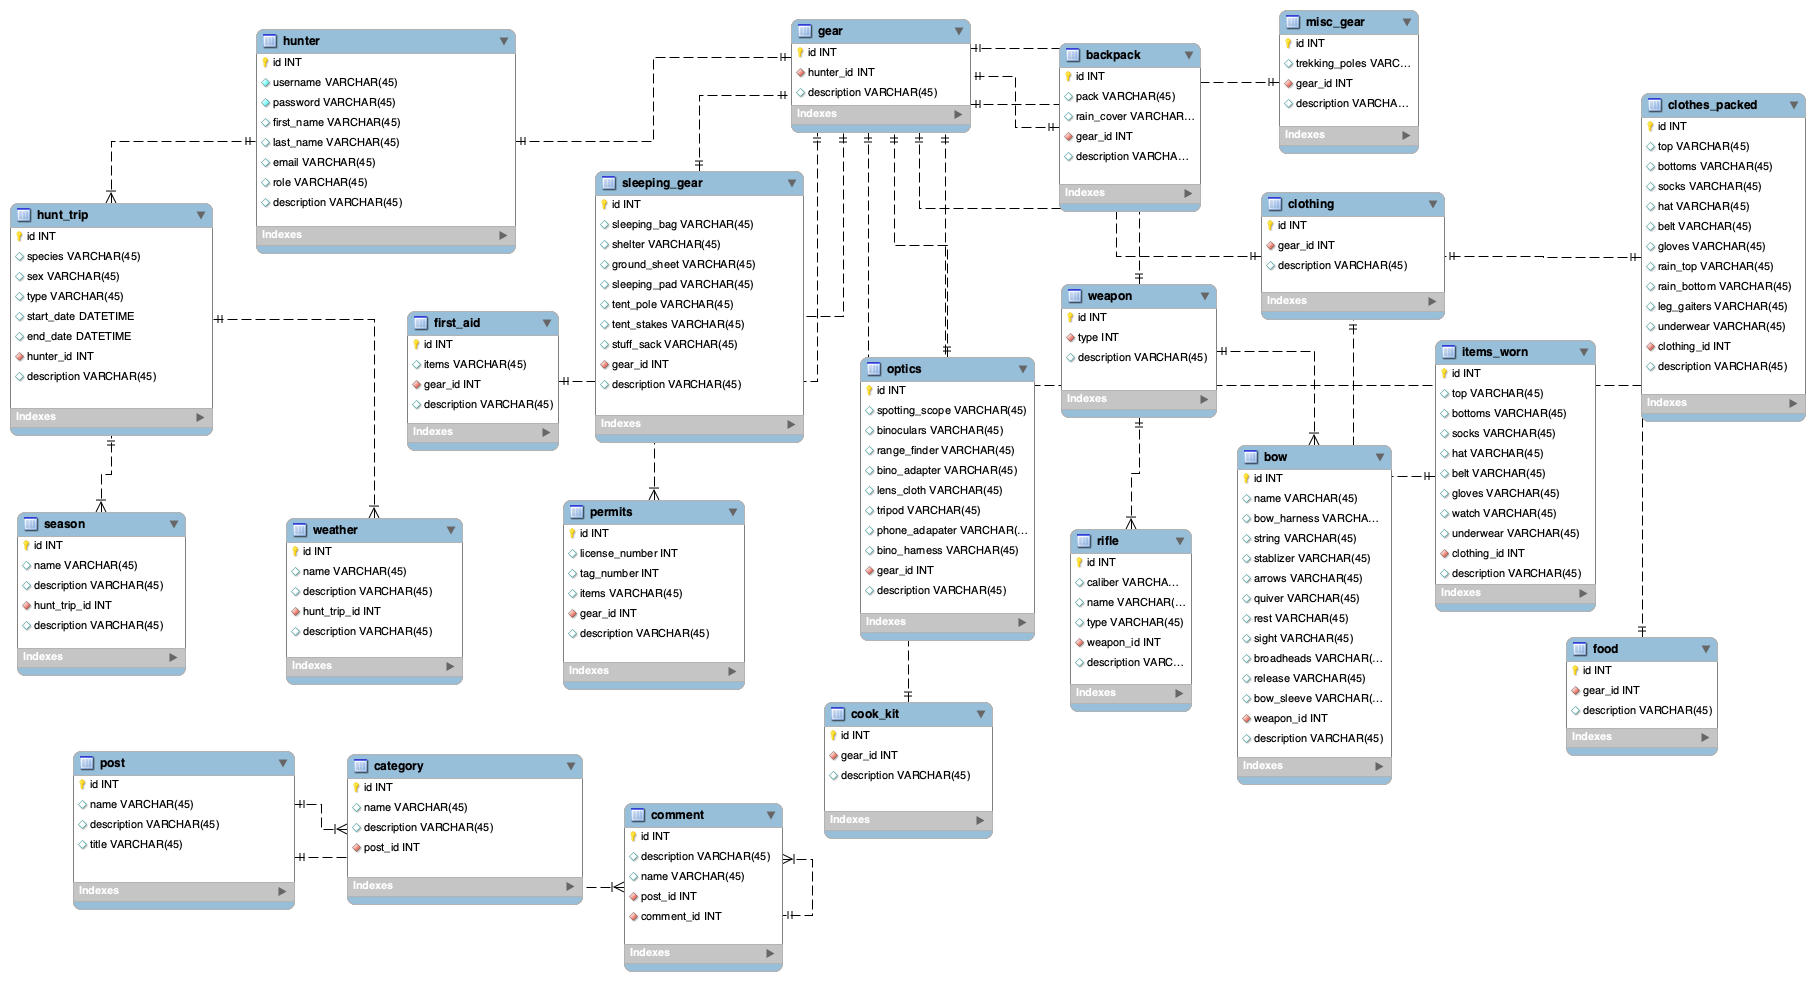 hunter
id INT
username VARCHAR(45)
password VARCHAR(45)
first_name VARCHAR(45)
last_name VARCHAR(45)
email VARCHAR(45)
role VARCHAR(45)
description VARCHAR(45)
Indexes
gear
id INT
hunter_id INT
description VARCHAR(45)
Indexes
backpack
id INT
pack VARCHAR(45)
rain_cover VARCHAR...
gear_id INT
description VARCHA...
Indexes
misc_gear
id INT
trekking_poles VARC...
gear_id INT
description VARCHA...
Indexes
clothes_packed
id INT
top VARCHAR(45)
bottoms VARCHAR(45)
socks VARCHAR(45)
hat VARCHAR(45)
belt VARCHAR(45)
gloves VARCHAR(45)
rain_top VARCHAR(45)
rain_bottom VARCHAR(45)
leg_gaiters VARCHAR(45)
underwear VARCHAR(45)
clothing_id INT
description VARCHAR(45)
Indexes
hunt_trip
id INT
species VARCHAR(45)
sex VARCHAR(45)
type VARCHAR(45)
start_date DATETIME
end_date DATETIME
hunter_id INT
description VARCHAR(45)
Indexes
sleeping_gear
id INT
sleeping_bag VARCHAR(45)
shelter VARCHAR(45)
ground_sheet VARCHAR(45)
sleeping_pad VARCHAR(45)
tent_pole VARCHAR(45)
tent_stakes VARCHAR(45)
stuff_sack VARCHAR(45)
gear_id INT
description VARCHAR(45)
Indexes
clothing
id INT
gear_id INT
description VARCHAR(45)
Indexes
first_aid
id INT
items VARCHAR(45)
gear_id INT
description VARCHAR(45)
Indexes
weapon
id INT
type INT
description VARCHAR(45)
Indexes
optics
id INT
spotting_scope VARCHAR(45)
binoculars VARCHAR(45)
range_finder VARCHAR(45)
bino_adapter VARCHAR(45)
lens_cloth VARCHAR(45)
tripod VARCHAR(45)
phone_adapater VARCHAR(...
bino_harness VARCHAR(45)
gear_id INT
description VARCHAR(45)
Indexes
items_worn
id INT
top VARCHAR(45)
bottoms VARCHAR(45)
socks VARCHAR(45)
hat VARCHAR(45)
belt VARCHAR(45)
gloves VARCHAR(45)
watch VARCHAR(45)
underwear VARCHAR(45)
clothing_id INT
description VARCHAR(45)
Indexes
season
id INT
name VARCHAR(45)
description VARCHAR(45)
hunt_trip_id INT
description VARCHAR(45)
Indexes
weather
id INT
name VARCHAR(45)
description VARCHAR(45)
hunt_trip_id INT
description VARCHAR(45)
Indexes
permits
id INT
license_number INT
tag_number INT
items VARCHAR(45)
gear_id INT
description VARCHAR(45)
Indexes
rifle
id INT
caliber VARCHA...
name VARCHAR(...
type VARCHAR(45)
weapon_id INT
description VARC...
Indexes
bow
id INT
name VARCHAR(45)
bow_harness VARCHA...
string VARCHAR(45)
stablizer VARCHAR(45)
arrows VARCHAR(45)
quiver VARCHAR(45)
rest VARCHAR(45)
sight VARCHAR(45)
broadheads VARCHAR(...
release VARCHAR(45)
bow_sleeve VARCHAR(...
weapon_id INT
description VARCHAR(45)
Indexes
food
id INT
gear_id INT
description VARCHAR(45)
Indexes
cook_kit
id INT
gear_id INT
description VARCHAR(45)
Indexes
post
id INT
name VARCHAR(45)
description VARCHAR(45)
title VARCHAR(45)
Indexes
category
id INT
name VARCHAR(45)
description VARCHAR(45)
post_id INT
Indexes
comment
id INT
description VARCHAR(45)
name VARCHAR(45)
post_id INT
comment_id INT
Indexes